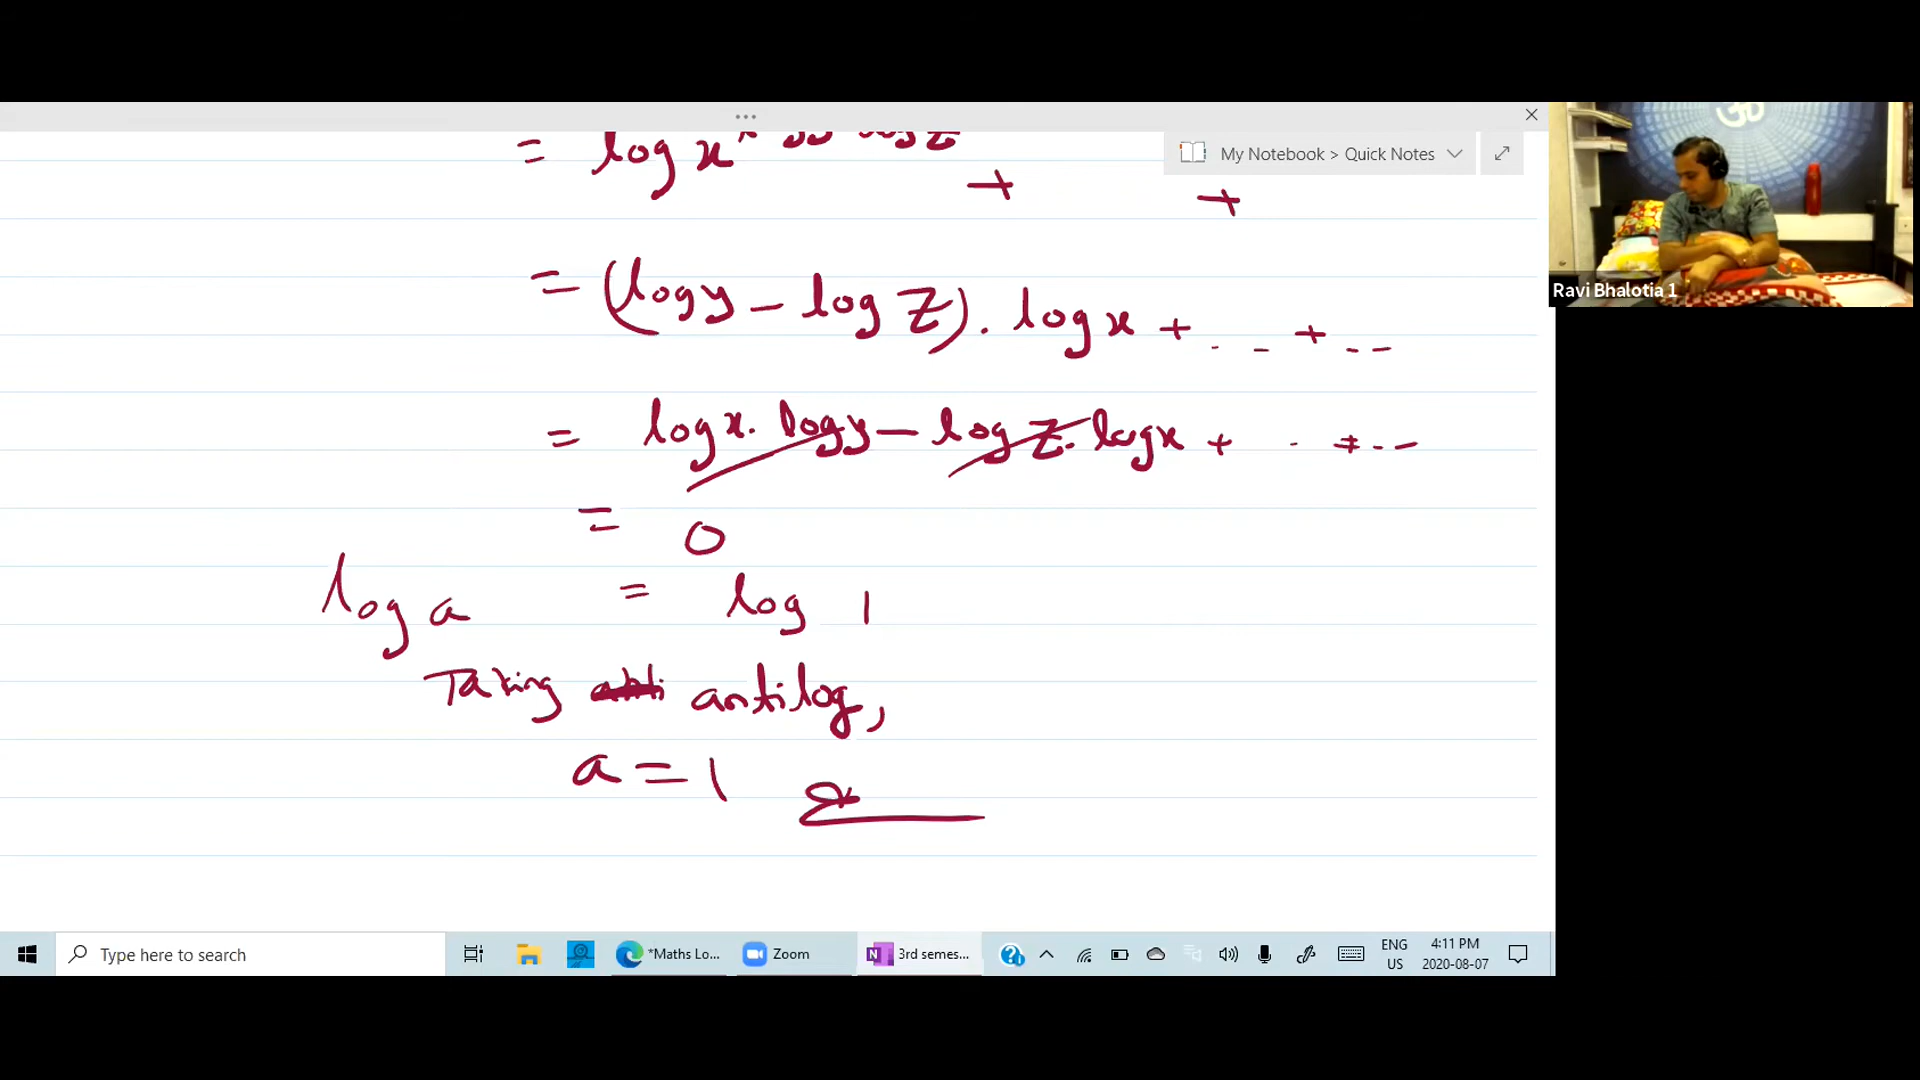 = log x log y - log z
+ +
My Notebook > Quick Notes
= (log y - log z). log x + . _ + _ _
= log x. log y - log z. log x + . + . -
= 0
log a = log 1
Taking antilog,
a = 1
Ravi Bhalotia 1
Type here to search
*Maths Lo...
Zoom
3rd semes...
ENG
US
4:11 PM
2020-08-07